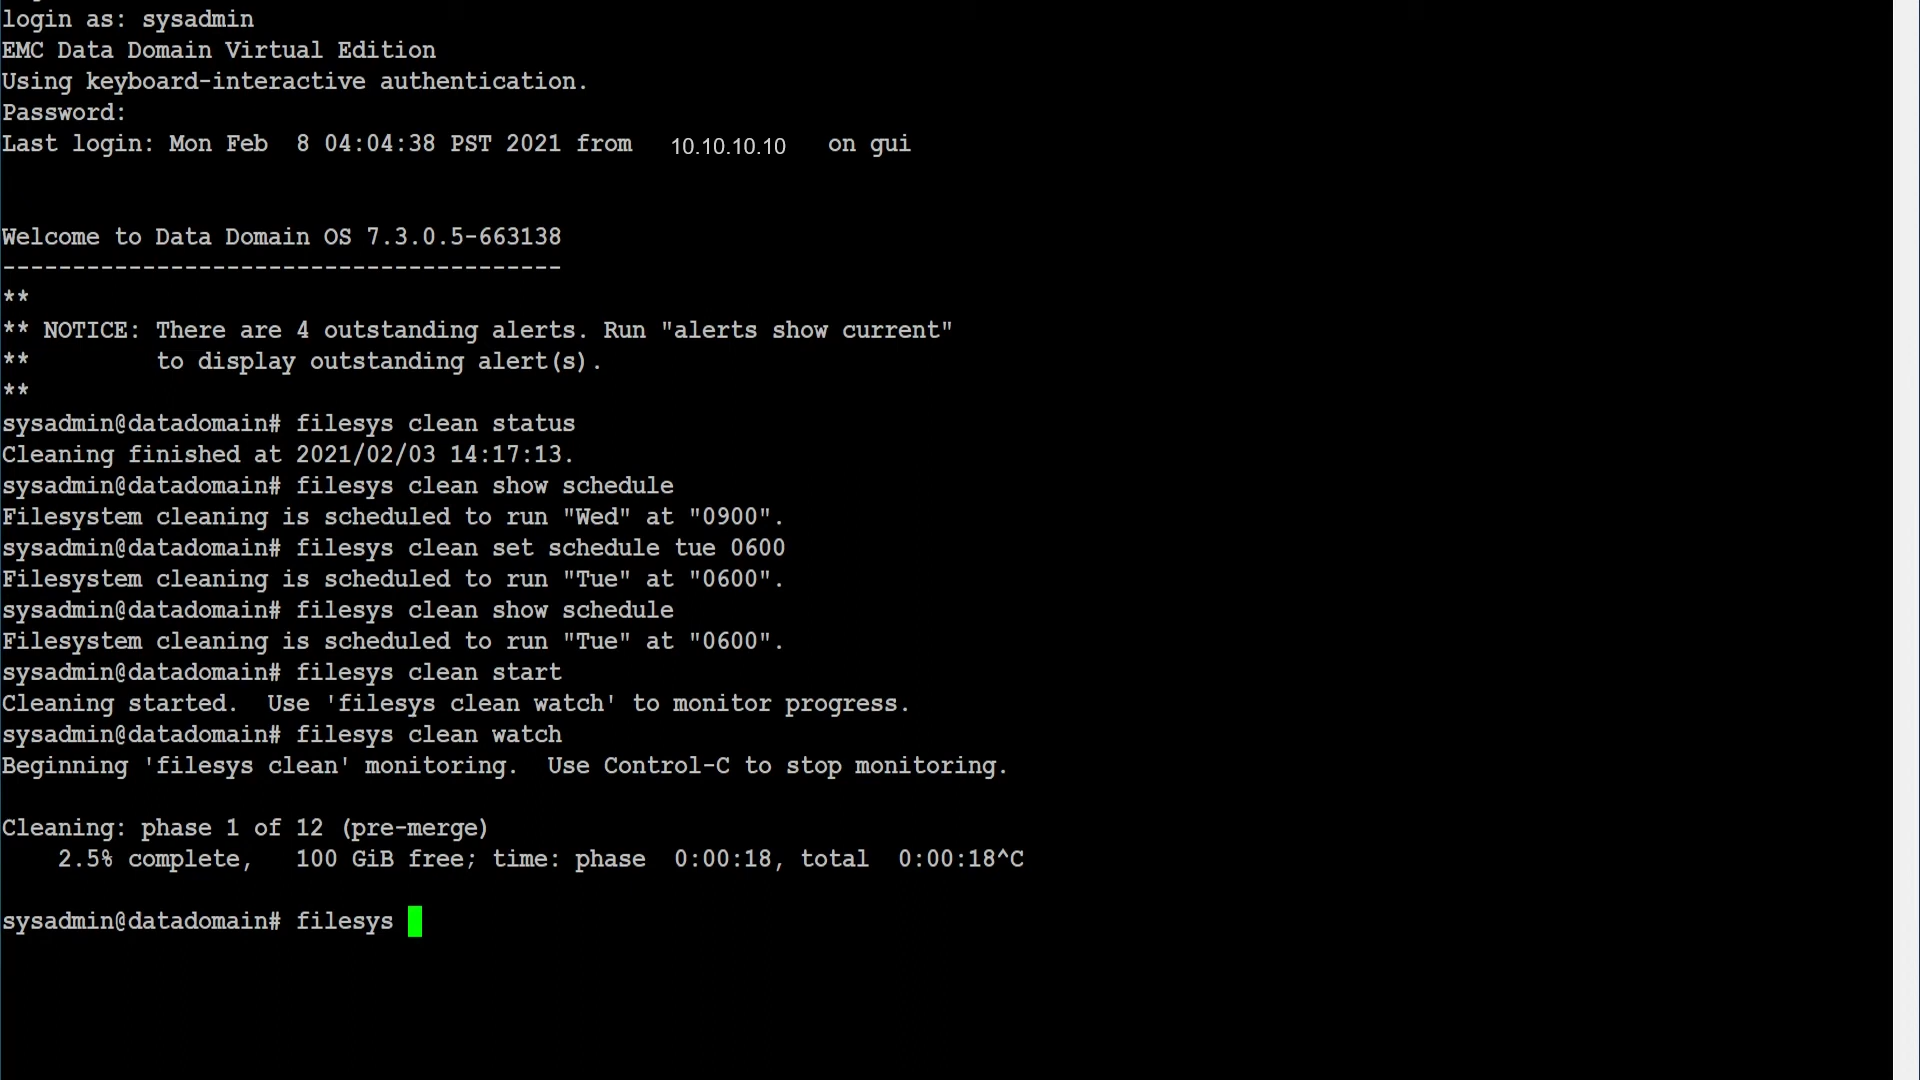 login as: sysadmin
EMC Data Domain Virtual Edition
Using keyboard-interactive authentication.
Password:
Last login: Mon Feb  8 04:04:38 PST 2021 from 10.10.10.10 on gui
Welcome to Data Domain OS 7.3.0.5-663138
----------------------------------------
**
** NOTICE: There are 4 outstanding alerts. Run "alerts show current"
**         to display outstanding alert(s).
**
sysadmin@datadomain# filesys clean status
Cleaning finished at 2021/02/03 14:17:13.
sysadmin@datadomain# filesys clean show schedule
Filesystem cleaning is scheduled to run "Wed" at "0900".
sysadmin@datadomain# filesys clean set schedule tue 0600
Filesystem cleaning is scheduled to run "Tue" at "0600".
sysadmin@datadomain# filesys clean show schedule
Filesystem cleaning is scheduled to run "Tue" at "0600".
sysadmin@datadomain# filesys clean start
Cleaning started.  Use 'filesys clean watch' to monitor progress.
sysadmin@datadomain# filesys clean watch
Beginning 'filesys clean' monitoring.  Use Control-C to stop monitoring.
Cleaning: phase 1 of 12 (pre-merge)
    2.5% complete,   100 GiB free; time: phase  0:00:18, total  0:00:18^C
sysadmin@datadomain# filesys